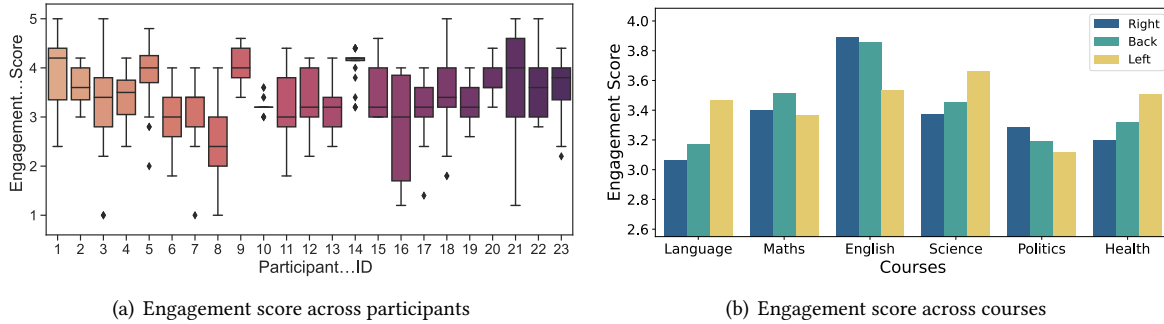 5
4
3
2
1
Engagement...Score
1 2 3 4 5 6 7 8 9 10 11 12 13 14 15 16 17 18 19 20 21 22 23
Participant...ID
(a) Engagement score across participants
4.0
3.8
3.6
3.4
3.2
3.0
2.8
2.6
Engagement Score
Right
Back
Left
Language Maths English Science Politics Health
Courses
(b) Engagement score across courses